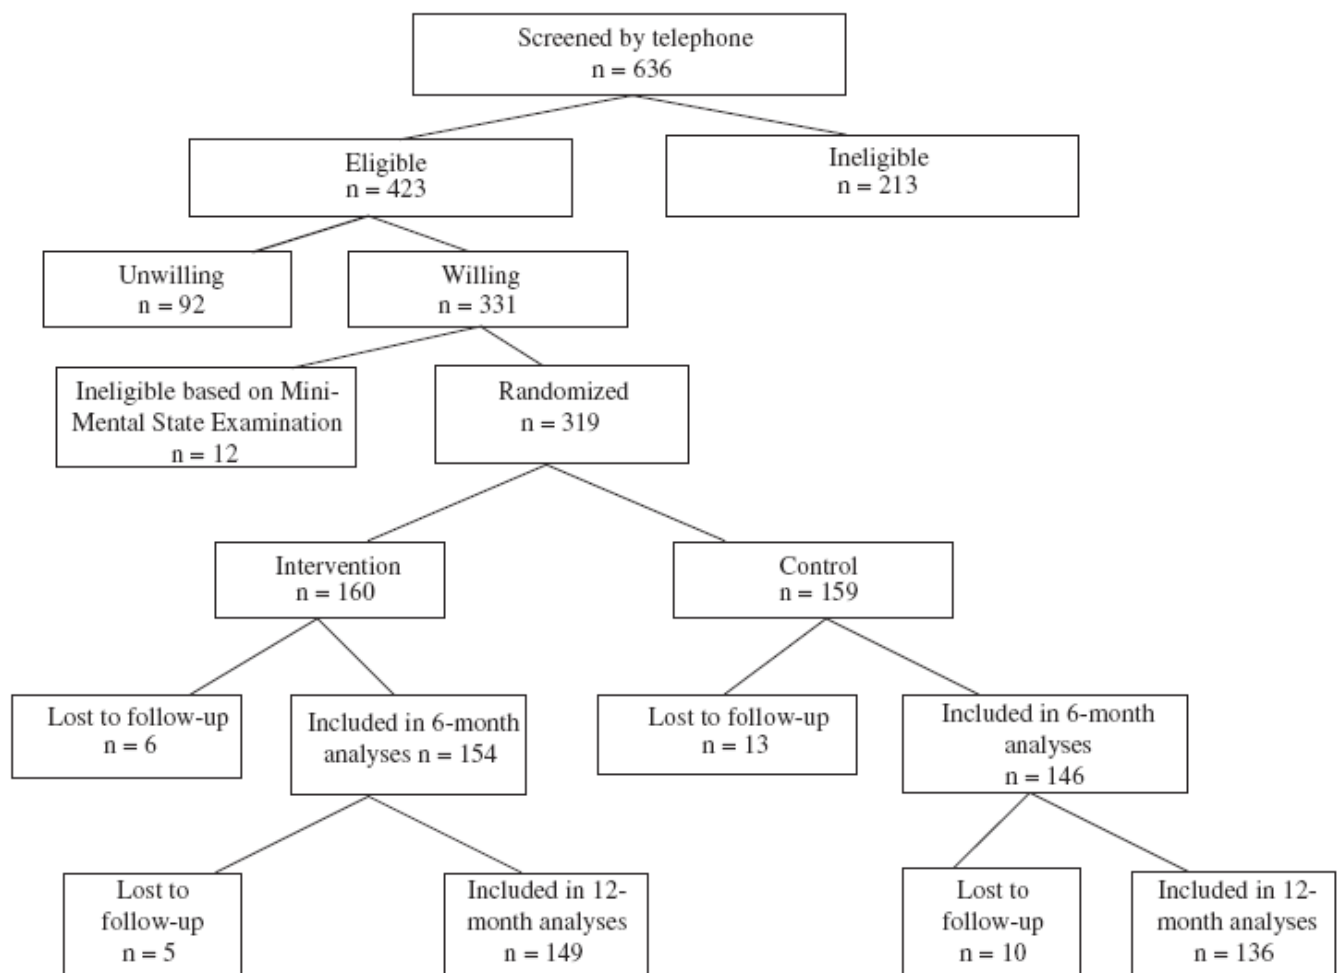 Screened by telephone
n = 636
Eligible
n = 423
Ineligible
n = 213
Unwilling
n = 92
Willing
n = 331
Ineligible based on Mini-
Mental State Examination
n = 12
Randomized
n = 319
Intervention
n = 160
Control
n = 159
Lost to follow-up
n = 6
Included in 6-month
analyses n = 154
Lost to follow-up
n = 13
Included in 6-month
analyses
n = 146
Lost to
follow-up
n = 5
Included in 12-
month analyses
n = 149
Lost to
follow-up
n = 10
Included in 12-
month analyses
n = 136